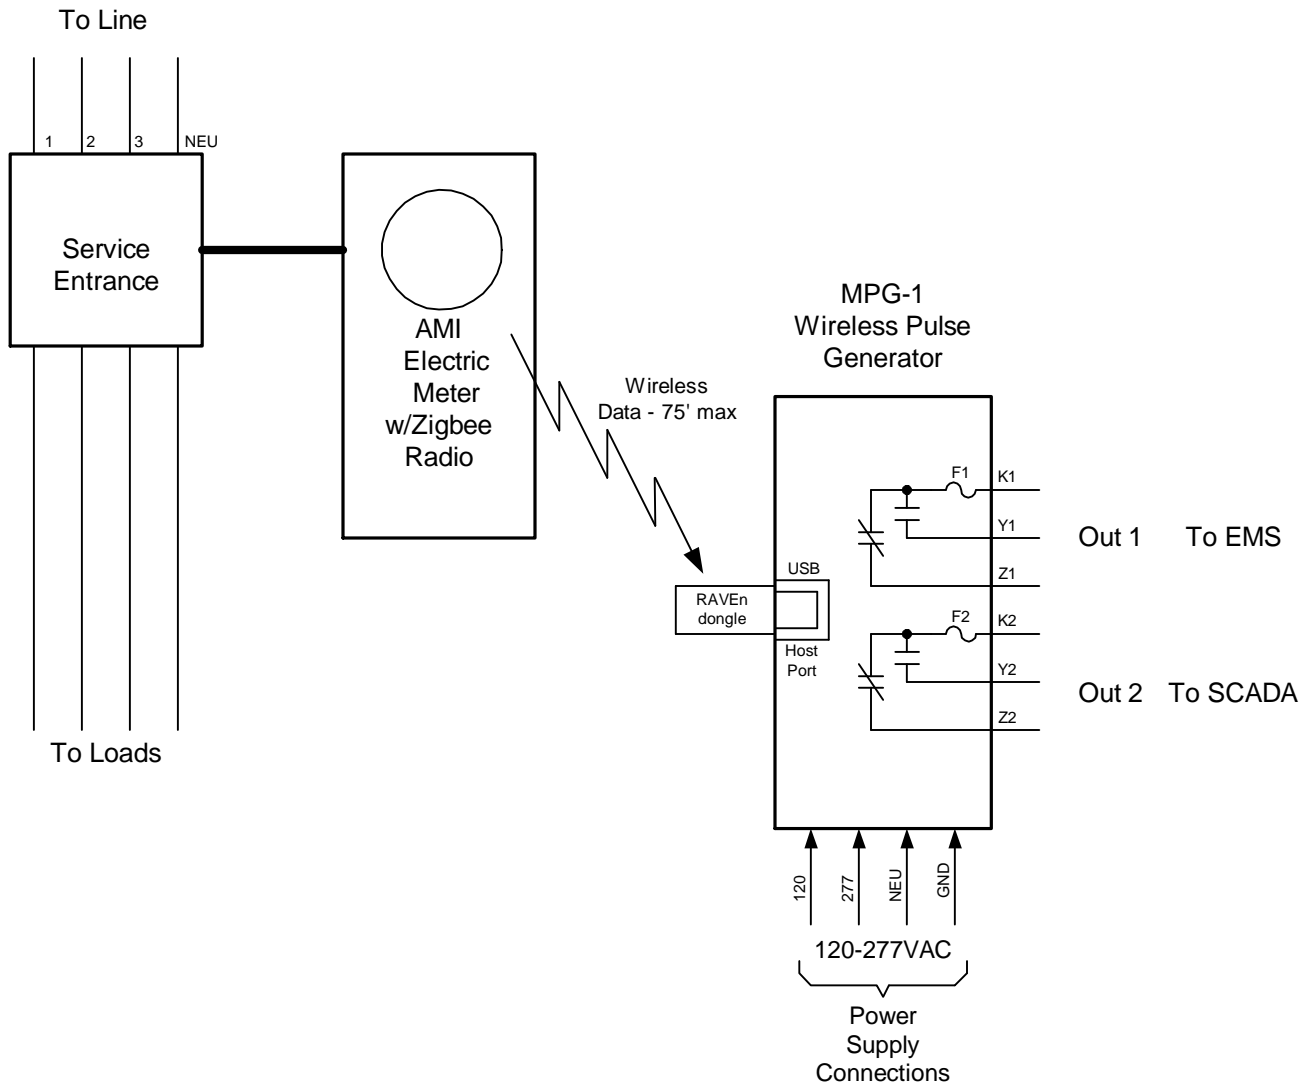 To Line
1 2 3 NEU
Service
Entrance
To Loads
AMI
Electric
Meter
w/Zigbee
Radio
Wireless
Data - 75' max
MPG-1
Wireless Pulse
Generator
RAVEn
dongle
USB
Host
Port
F1
K1
Y1
Z1
Out 1 To EMS
F2
K2
Y2
Z2
Out 2 To SCADA
120
277
NEU
GND
120-277VAC
Power
Supply
Connections